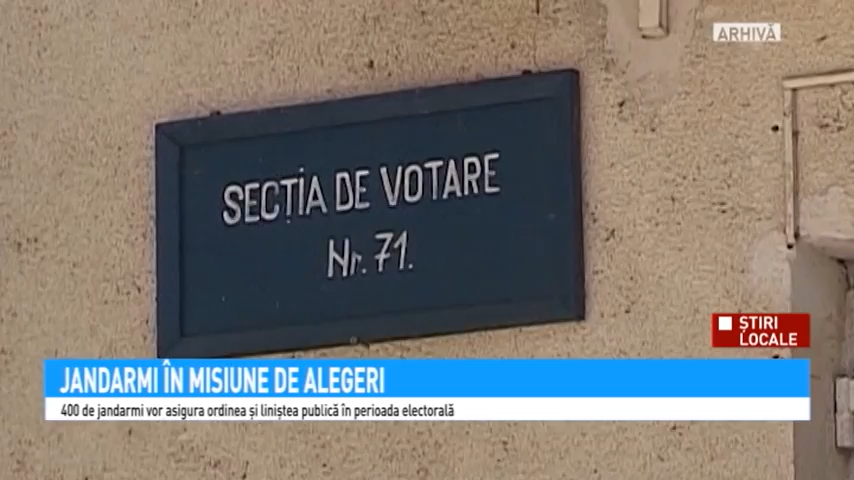 ARHIVĂ
SECȚIA DE VOTARE
Nr. 71.
ȘTIRI
LOCALE
JANDARMI ÎN MISIUNE DE ALEGERI
400 de jandarmi vor asigura ordinea și liniștea publică în perioada electorală